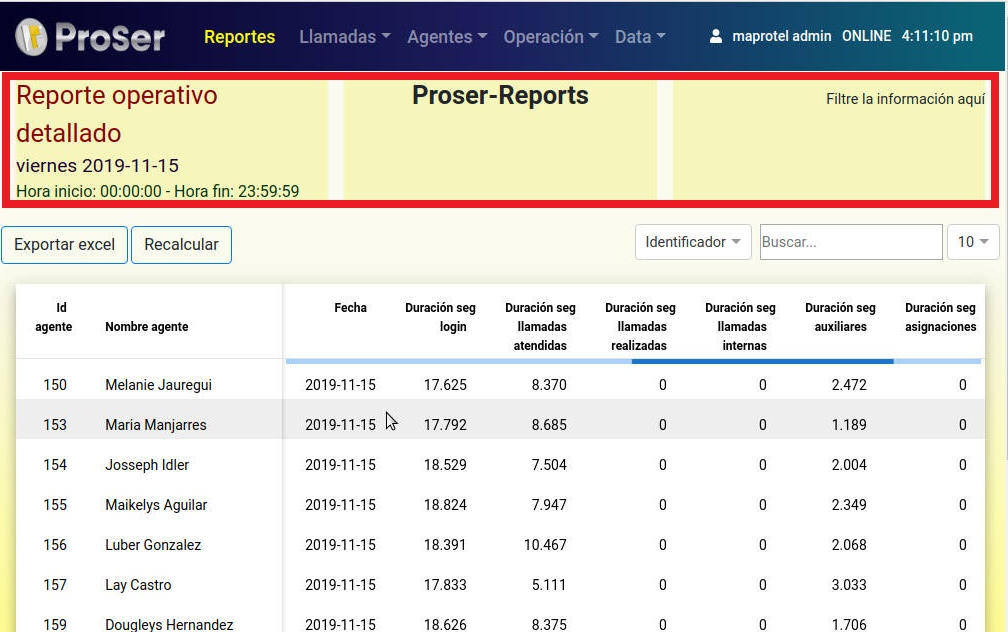 ProSer Reportes Llamadas Agentes Operación Data maprotel admin ONLINE 4:11:10 pm
Reporte operativo
detallado
viernes 2019-11-15
Hora inicio: 00:00:00 - Hora fin: 23:59:59
Proser-Reports
Filtre la información aquí
Exportar excel Recalcular Identificador Buscar... 10
Id agente Nombre agente Fecha Duración seg login Duración seg llamadas atendidas Duración seg llamadas realizadas Duración seg llamadas internas Duración seg auxiliares Duración seg asignaciones
150 Melanie Jauregui 2019-11-15 17.625 8.370 0 0 2.472 0
153 Maria Manjarres 2019-11-15 17.792 8.685 0 0 1.189 0
154 Josseph Idler 2019-11-15 18.529 7.504 0 0 2.004 0
155 Maikelys Aguilar 2019-11-15 18.824 7.947 0 0 2.349 0
156 Luber Gonzalez 2019-11-15 18.391 10.467 0 0 2.068 0
157 Lay Castro 2019-11-15 17.833 5.111 0 0 3.033 0
159 Dougleys Hernandez 2019-11-15 18.626 8.375 0 0 1.706 0